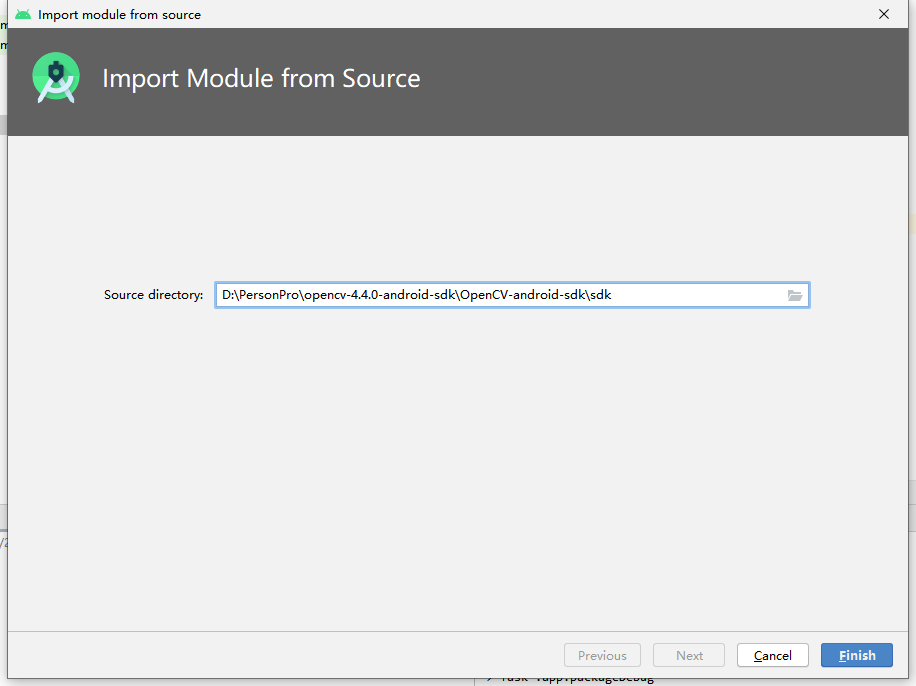 Import module from source
Import Module from Source
Source directory:
D:\PersonPro\opencv-4.4.0-android-sdk\OpenCV-android-sdk\sdk
Previous
Next
Cancel
Finish